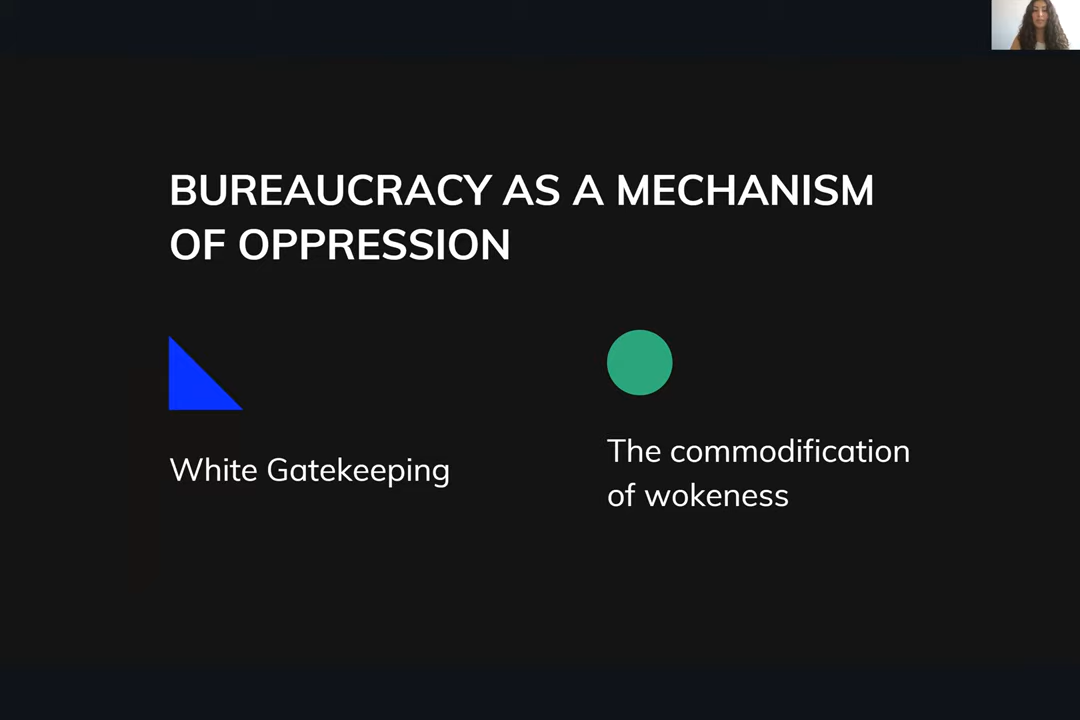 BUREAUCRACY AS A MECHANISM
OF OPPRESSION
White Gatekeeping
The commodification
of wokeness